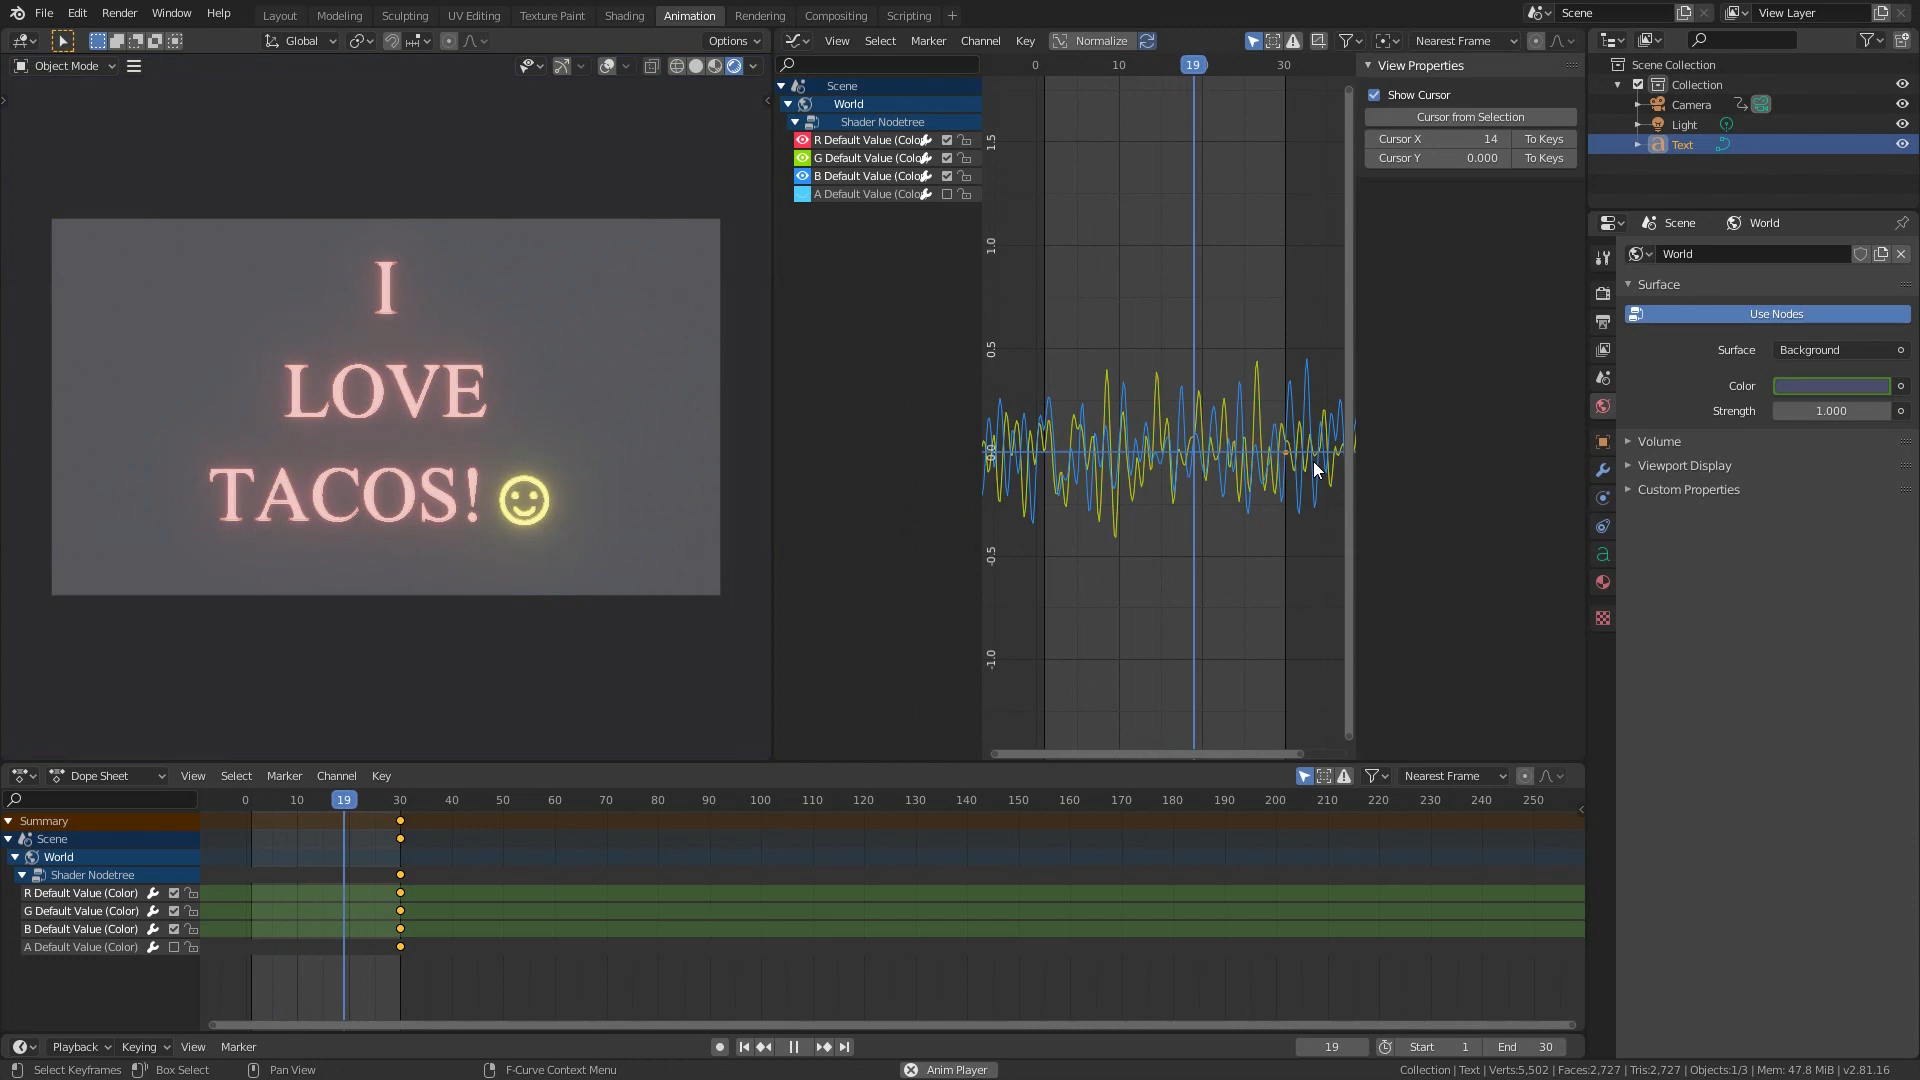 File Edit Render Window Help Layout Modeling Sculpting UV Editing Texture Paint Shading Animation Rendering Compositing Scripting Scene View Layer
Global Options View Select Marker Channel Key Normalize Nearest Frame
Object Mode
0 10 19 30
View Properties
Scene Collection
Scene
Collection
Show Cursor
World
Camera
Cursor from Selection
Shader Nodetree
Light
R Default Value (Colo
Cursor X 14 To Keys
Text
G Default Value (Colo
Cursor Y 0.000 To Keys
B Default Value (Colo
A Default Value (Colo
1.5
1.0
0.5
0.0
-0.5
-1.0
Scene World
World
Surface
Use Nodes
Surface Background
Color
Strength 1.000
Volume
Viewport Display
Custom Properties
I
LOVE
TACOS!
Dope Sheet View Select Marker Channel Key Nearest Frame
0 10 19 30 40 50 60 70 80 90 100 110 120 130 140 150 160 170 180 190 200 210 220 230 240 250
Summary
Scene
World
Shader Nodetree
R Default Value (Color)
G Default Value (Color)
B Default Value (Color)
A Default Value (Color)
Playback Keying View Marker 19 Start 1 End 30
Select Keyframes Box Select Pan View F-Curve Context Menu Anim Player Collection | Text | Verts:5,502 | Faces:2,727 | Tris:2,727 | Objects:1/3 | Mem: 47.8 MiB | v2.81.16